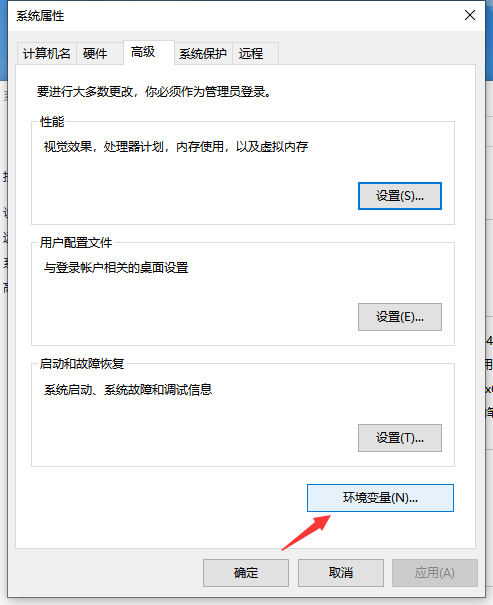 系统属性
计算机名
硬件
高级
系统保护
远程
要进行大多数更改，你必须作为管理员登录。
性能
视觉效果，处理器计划，内存使用，以及虚拟内存
设置(S)...
用户配置文件
与登录帐户相关的桌面设置
设置(E)...
启动和故障恢复
系统启动、系统故障和调试信息
设置(T)...
环境变量(N)...
确定
取消
应用(A)